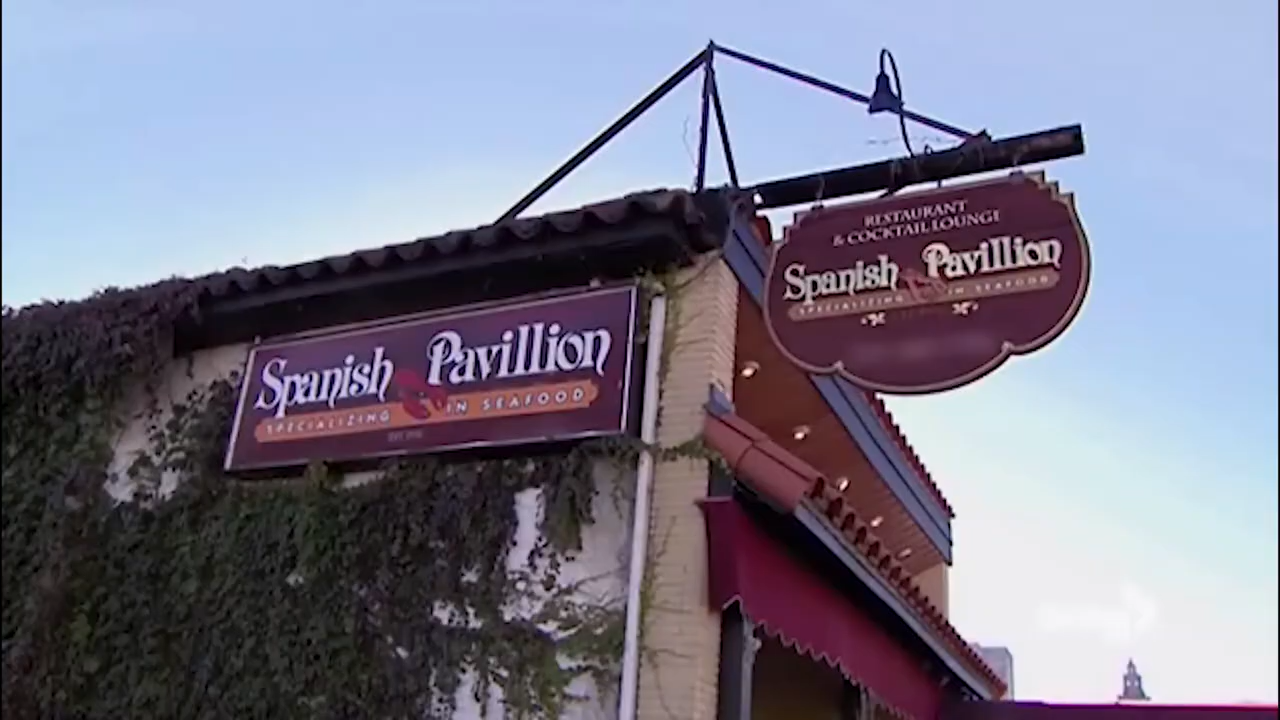 RESTAURANT
& COCKTAIL LOUNGE
Spanish Pavillion
SPECIALIZING IN SEAFOOD
Spanish Pavillion
SPECIALIZING IN SEAFOOD